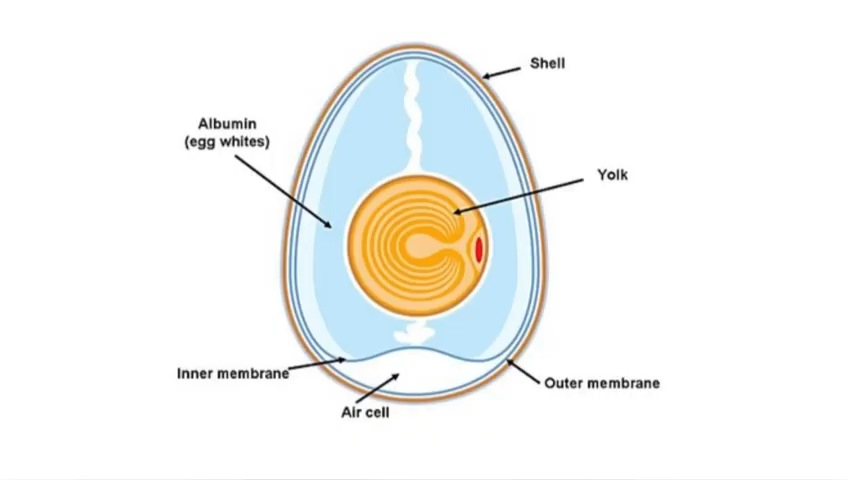 Shell
Albumin
(egg whites)
Yolk
Inner membrane
Outer membrane
Air cell